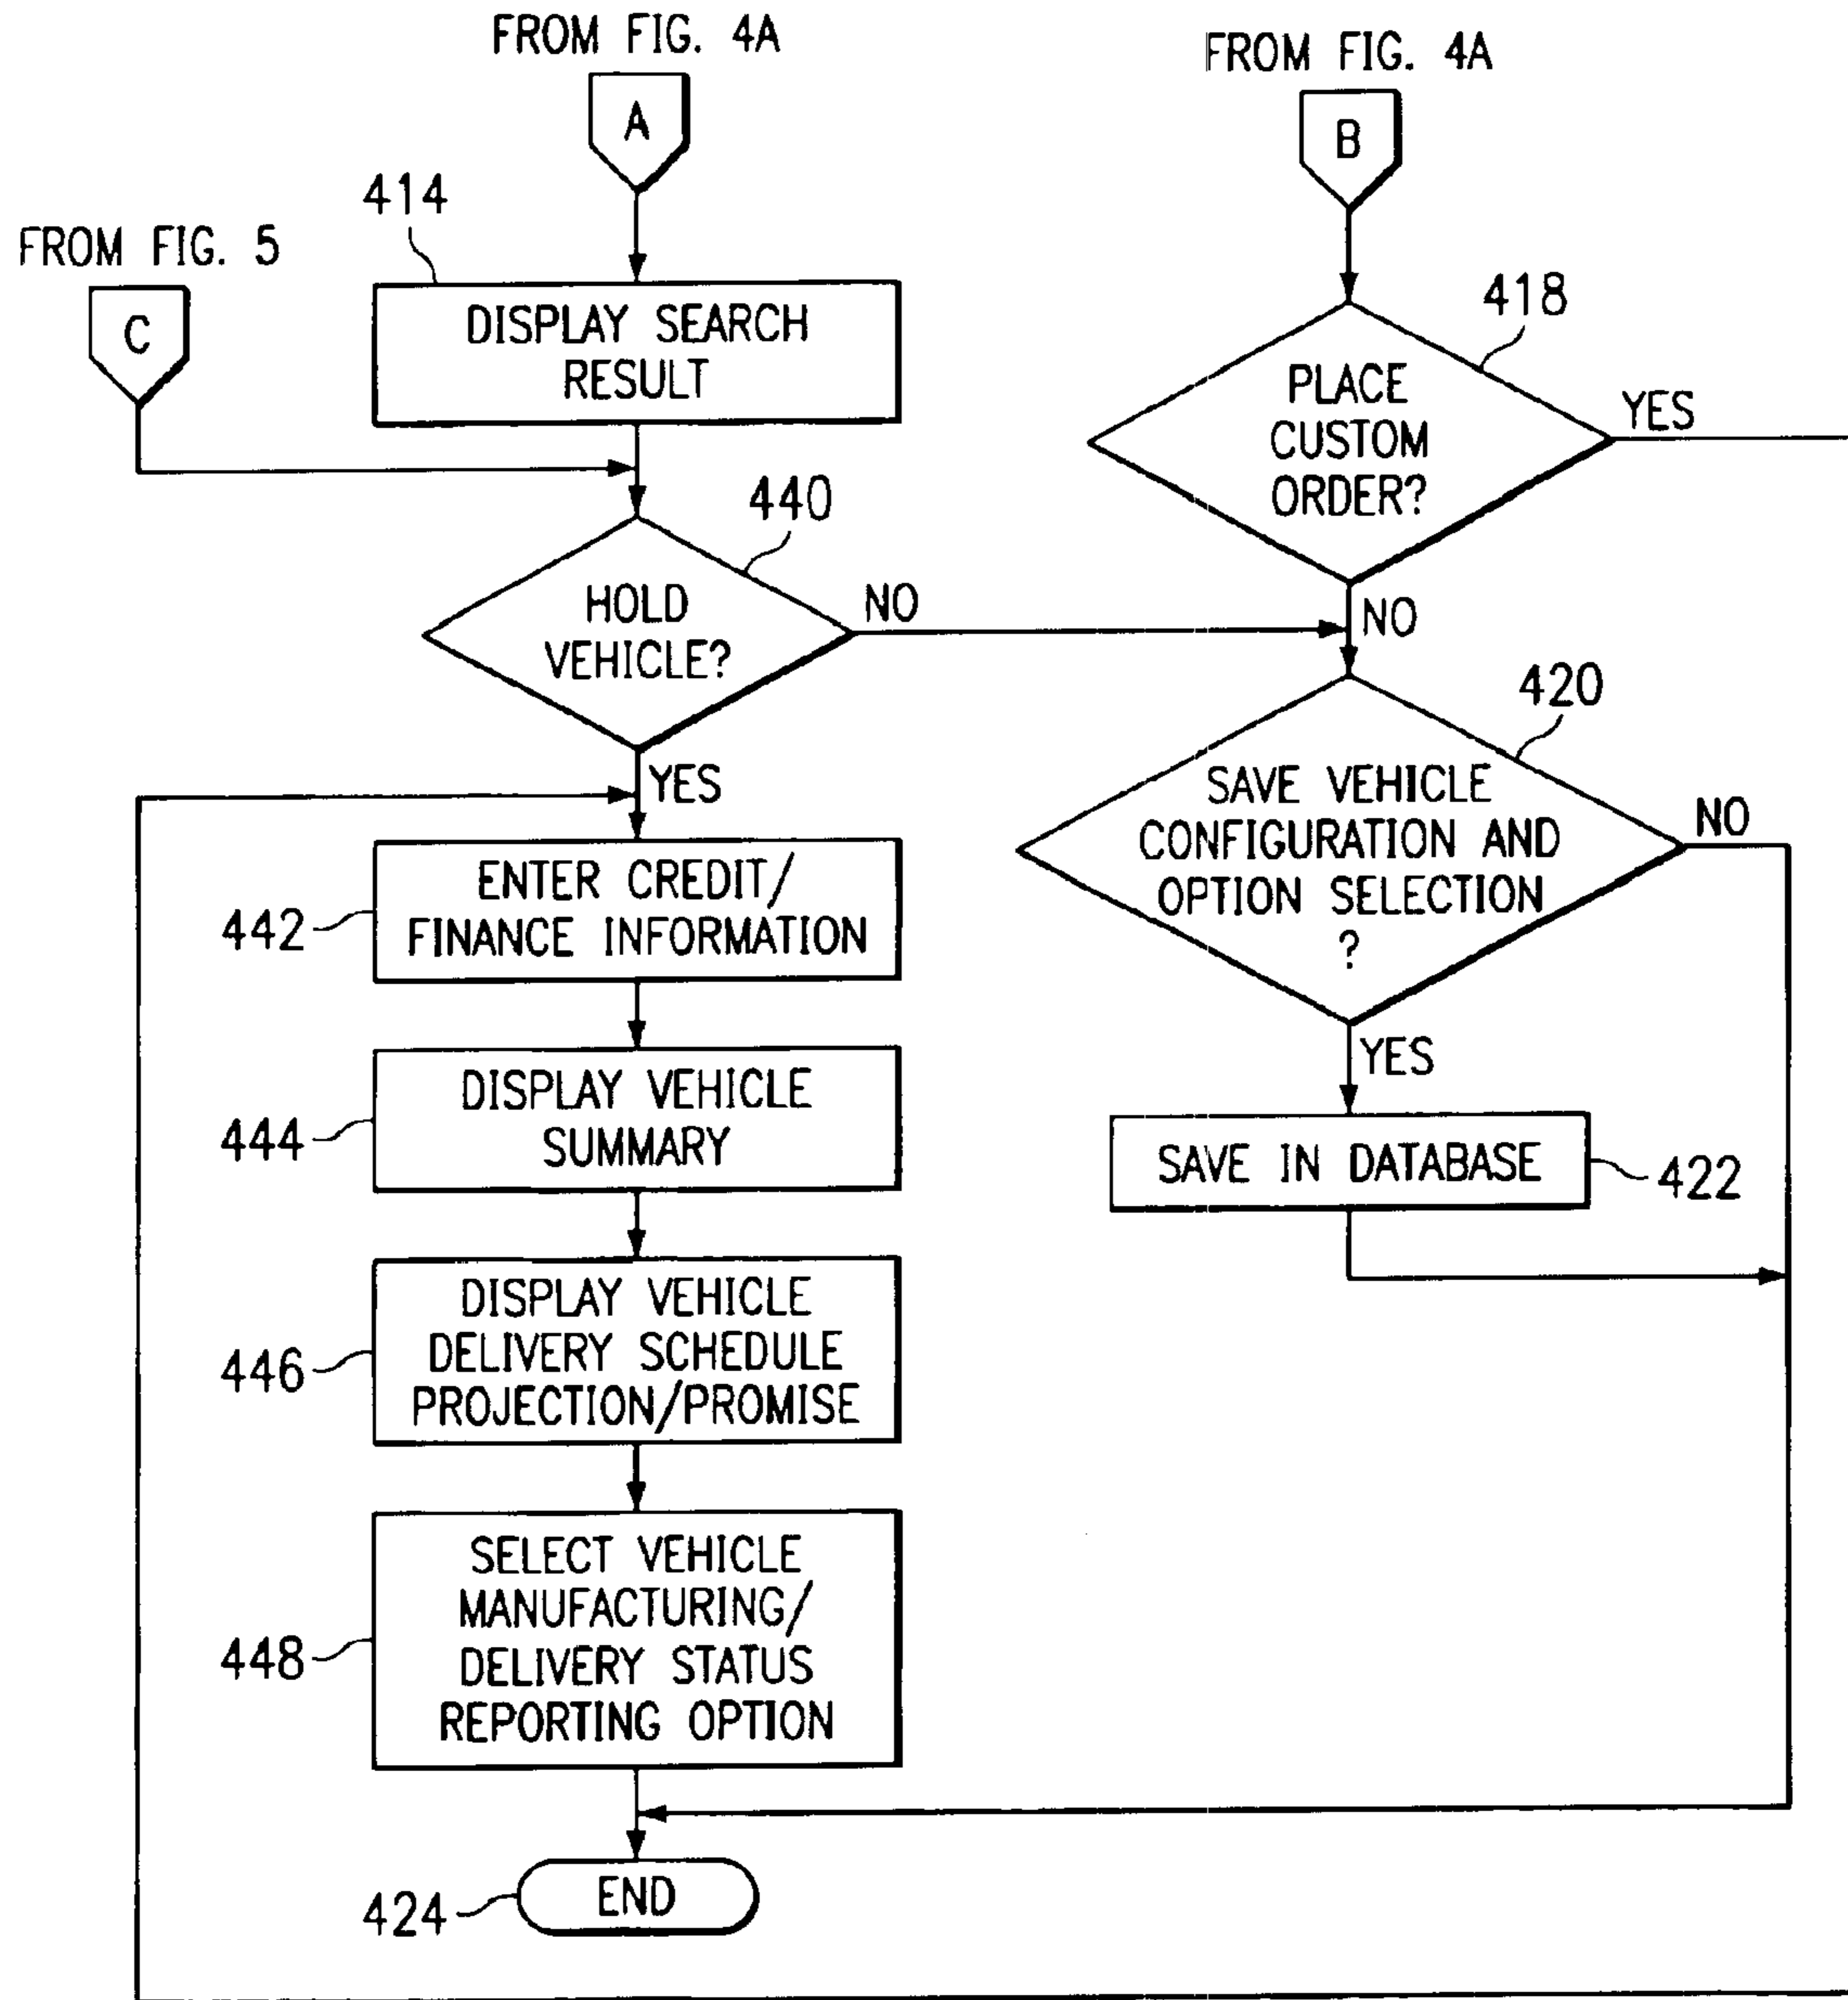 FROM FIG. 4A
A
414
DISPLAY SEARCH
RESULT
FROM FIG. 5
C
440
HOLD
VEHICLE?
NO
YES
442
ENTER CREDIT/
FINANCE INFORMATION
444
DISPLAY VEHICLE
SUMMARY
446
DISPLAY VEHICLE
DELIVERY SCHEDULE
PROJECTION/PROMISE
448
SELECT VEHICLE
MANUFACTURING/
DELIVERY STATUS
REPORTING OPTION
424
END
FROM FIG. 4A
B
418
PLACE
CUSTOM
ORDER?
YES
NO
420
SAVE VEHICLE
CONFIGURATION AND
OPTION SELECTION
?
NO
YES
SAVE IN DATABASE
422